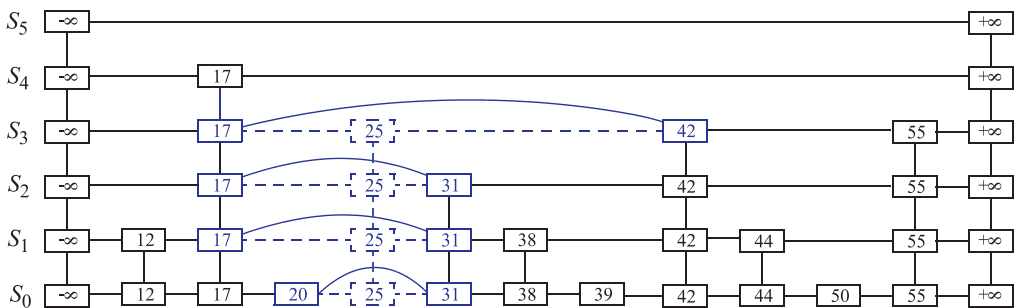 S5 -∞ +∞
S4 -∞ 17 +∞
S3 -∞ 17 25 42 55 +∞
S2 -∞ 17 25 31 42 55 +∞
S1 -∞ 12 17 25 31 38 42 44 55 +∞
S0 -∞ 12 17 20 25 31 38 39 42 44 50 55 +∞